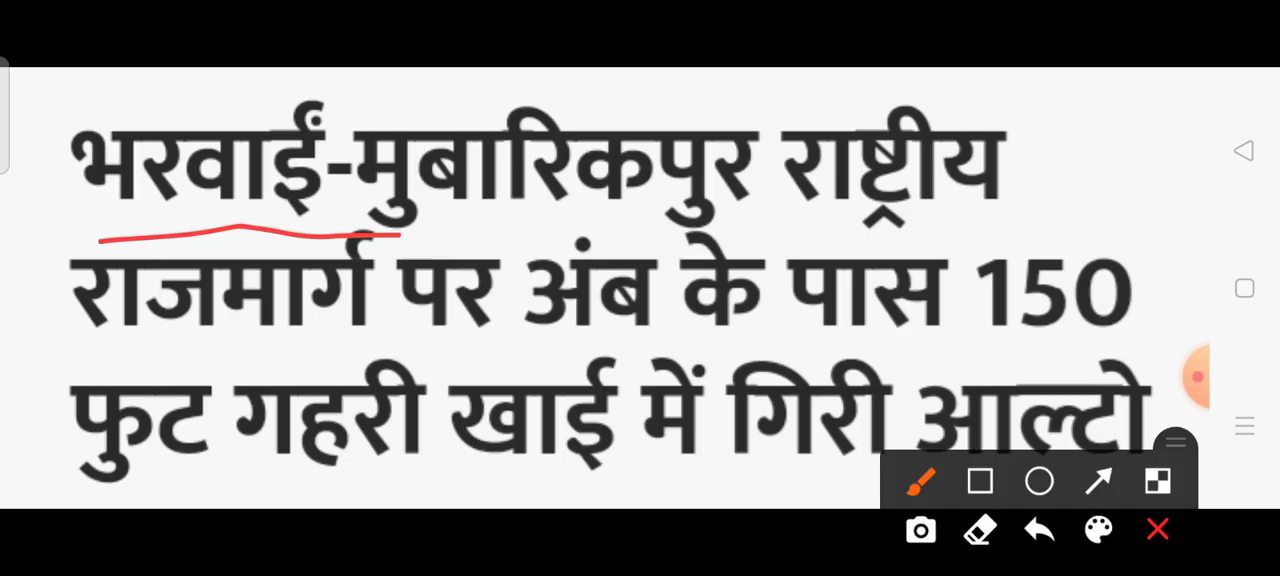 भरवाईं-मुबारिकपुर राष्ट्रीय
राजमार्ग पर अंब के पास 150
फुट गहरी खाई में गिरी आल्टो